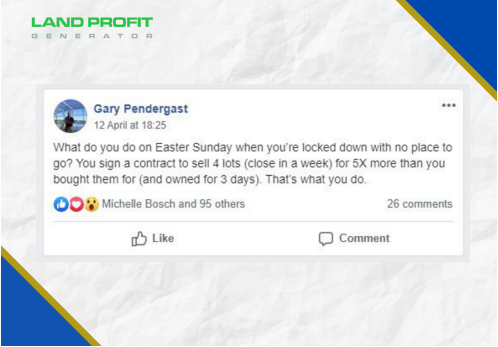 LAND PROFIT
GENERATOR
Gary Pendergast
12 April at 18:25
What do you do on Easter Sunday when you're locked down with no place to
go? You sign a contract to sell 4 lots (close in a week) for 5X more than you
bought them for (and owned for 3 days). That's what you do.
Michelle Bosch and 95 others 26 comments
Like Comment